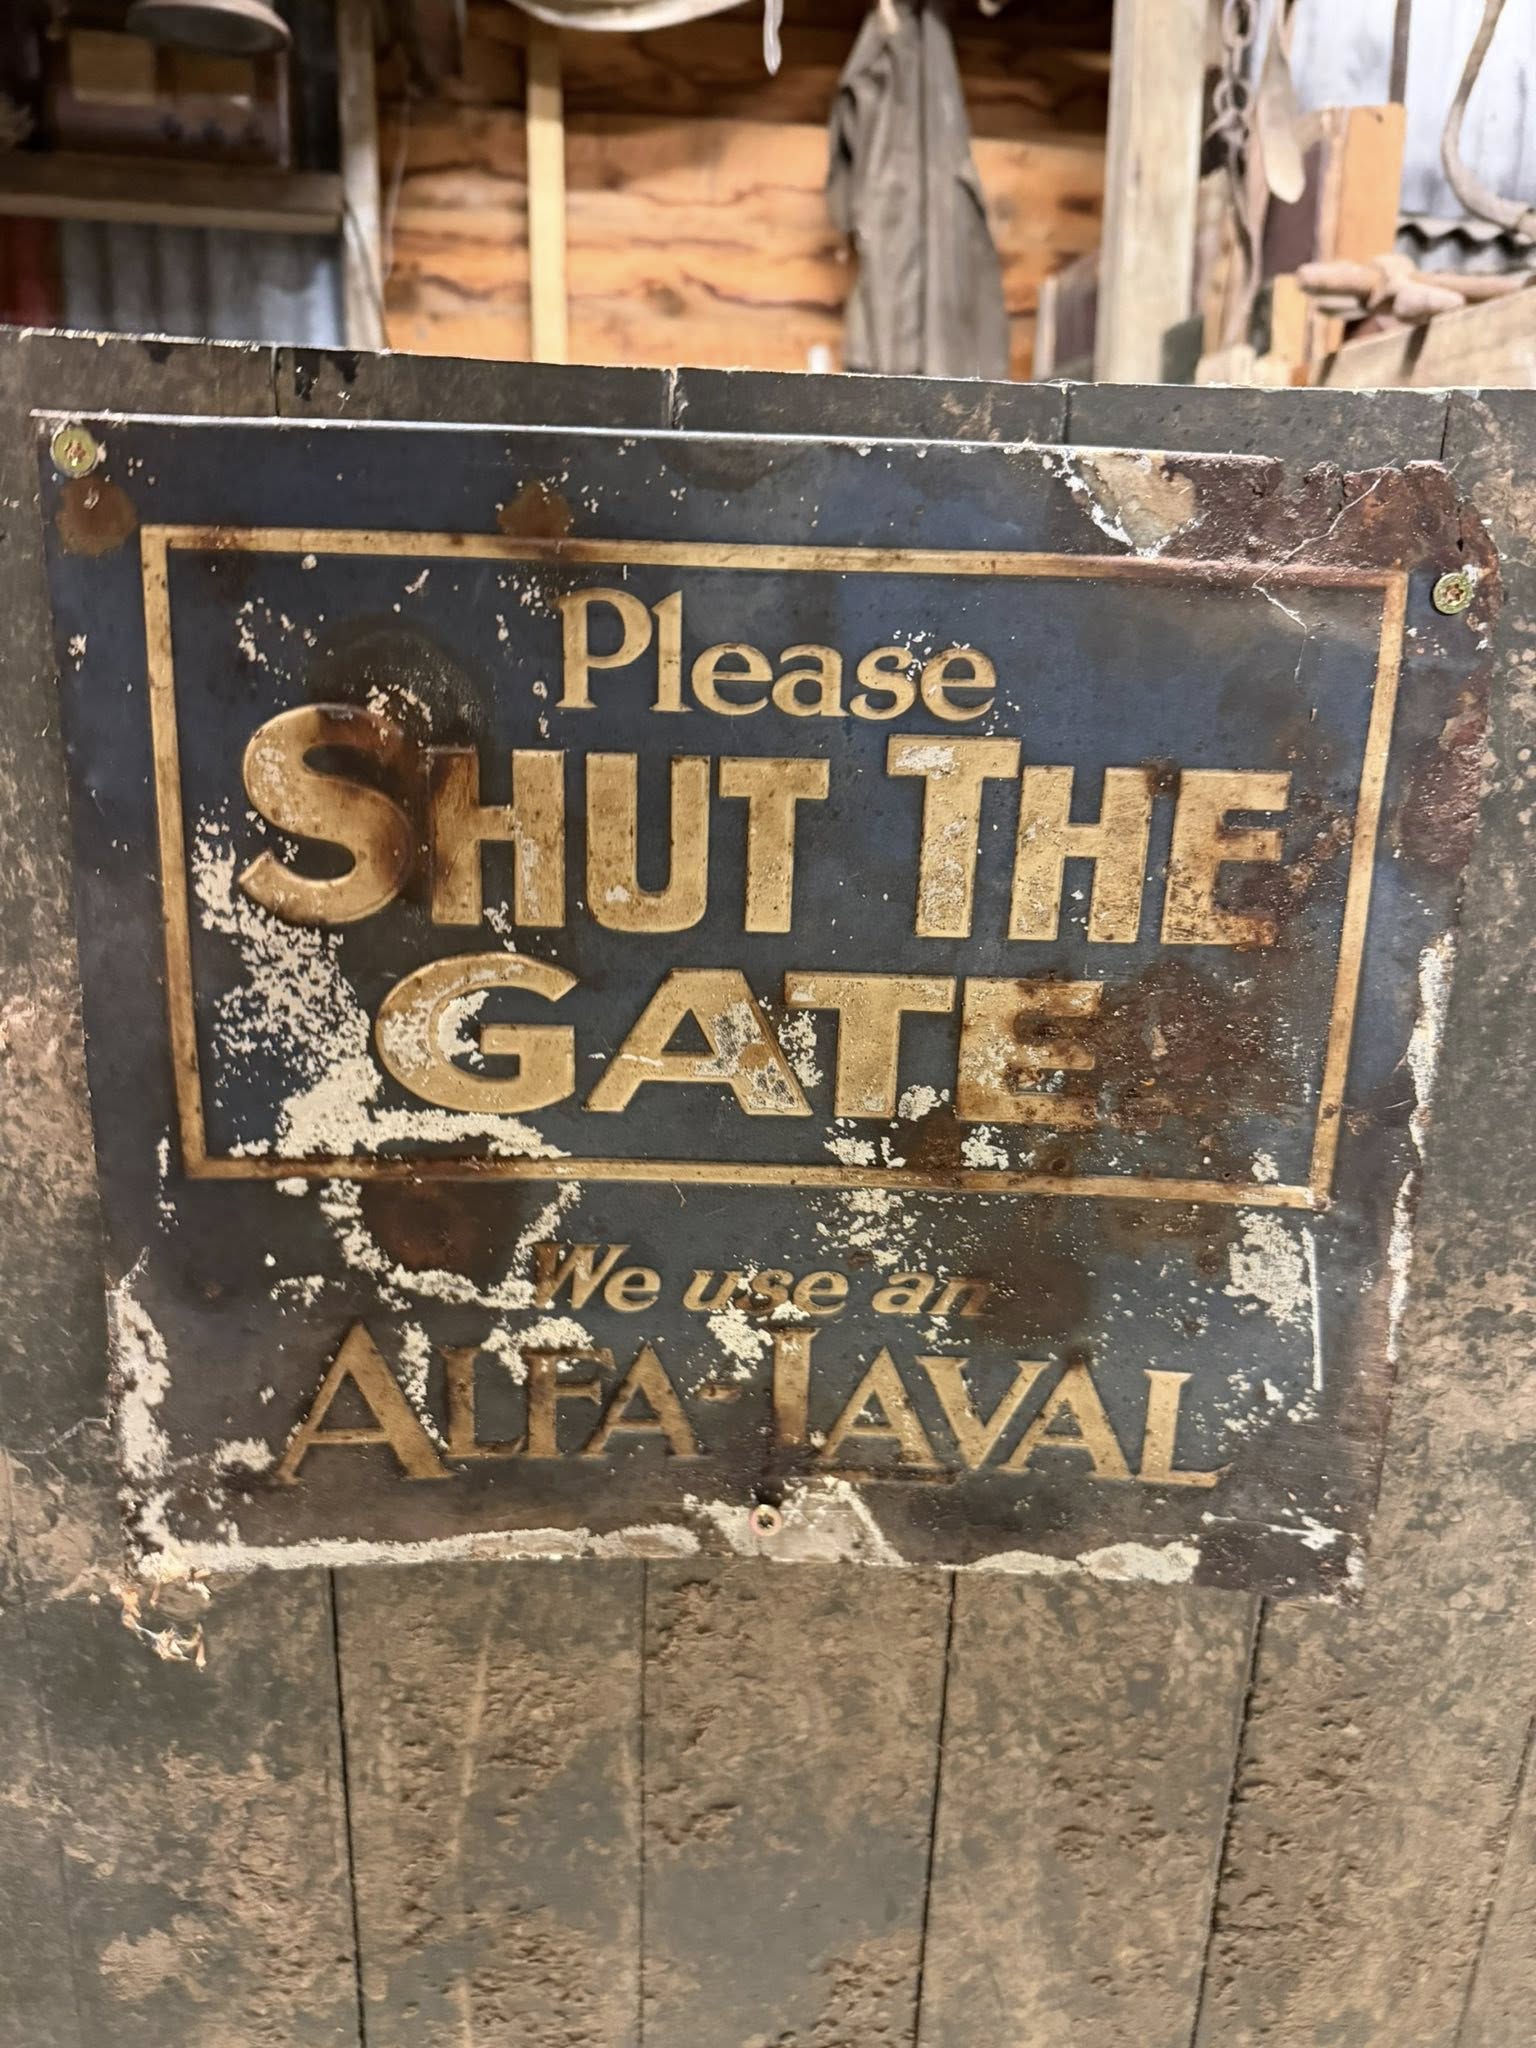 Please
SHUT THE
GATE
We use an
ALFA-LAVAL